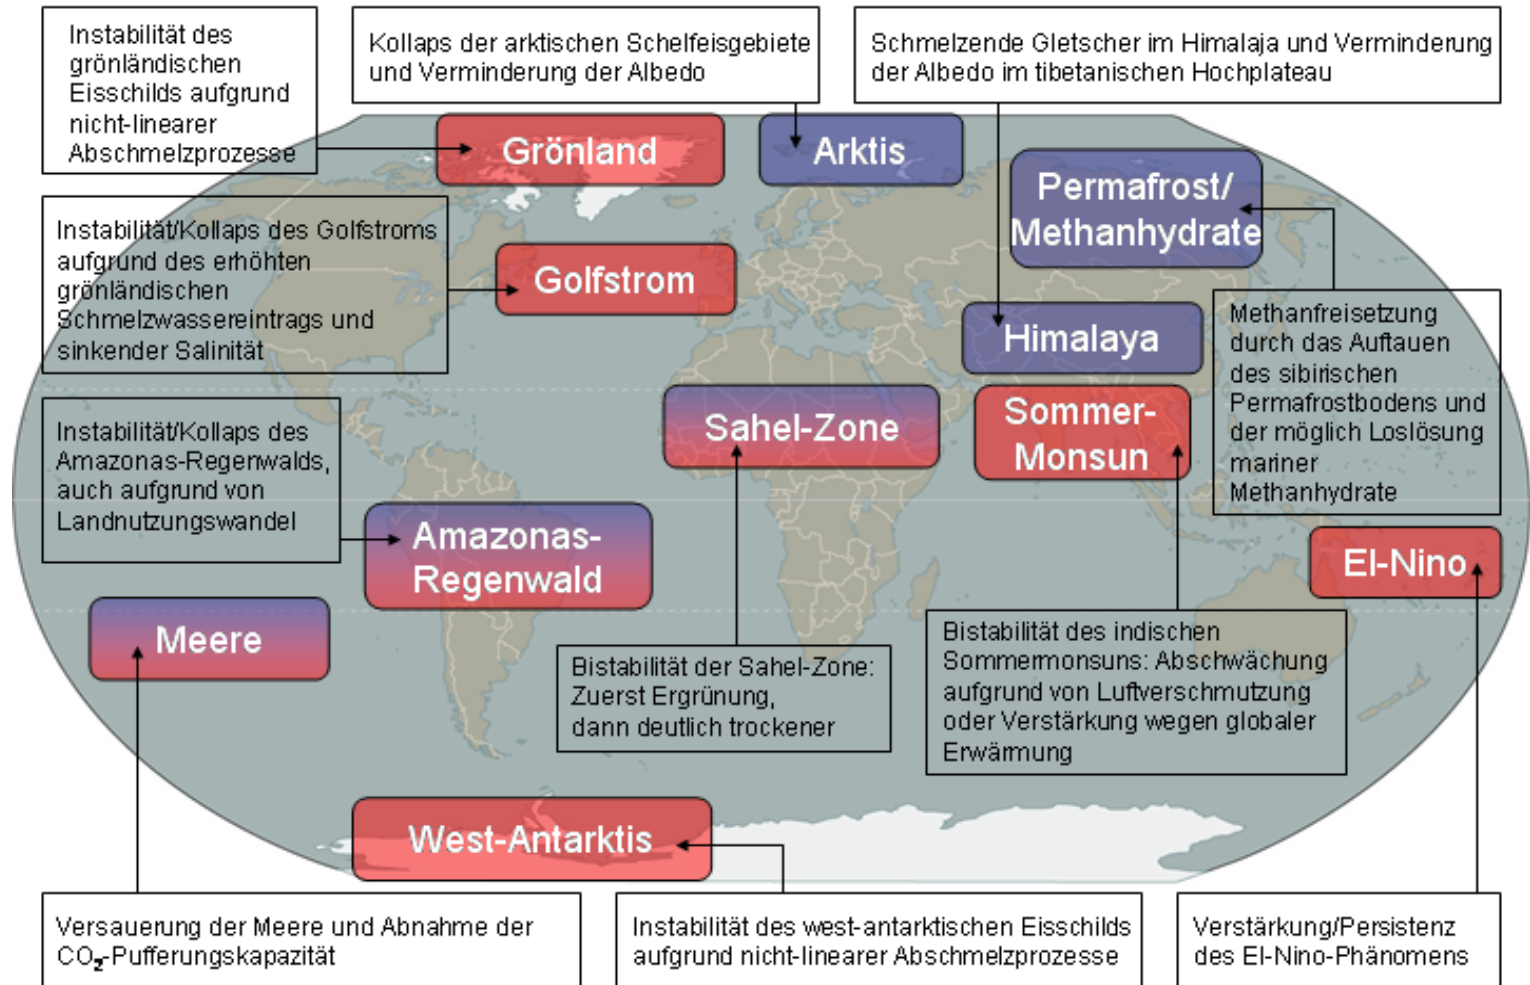 Instabilität des
grönländischen
Eisschilds aufgrund
nicht-linearer
Abschmelzprozesse
Kollaps der arktischen Schelfeisgebiete
und Verminderung der Albedo
Schmelzende Gletscher im Himalaja und Verminderung
der Albedo im tibetanischen Hochplateau
Grönland
Arktis
Permafrost/
Methanhydrate
Instabilität/Kollaps des Golfstroms
aufgrund des erhöhten
grönländischen
Schmelzwassereintrags und
sinkender Salinität
Golfstrom
Himalaya
Methanfreisetzung
durch das Auftauen
des sibirischen
Permafrostbodens und
der möglich Loslösung
mariner
Methanhydrate
Instabilität/Kollaps des
Amazonas-Regenwalds,
auch aufgrund von
Landnutzungswandel
Sahel-Zone
Sommer-
Monsun
Amazonas-
Regenwald
El-Nino
Meere
Bistabilität der Sahel-Zone:
Zuerst Ergrünung,
dann deutlich trockener
Bistabilität des indischen
Sommermonsuns: Abschwächung
aufgrund von Luftverschmutzung
oder Verstärkung wegen globaler
Erwärmung
West-Antarktis
Versauerung der Meere und Abnahme der
CO₂-Pufferungskapazität
Instabilität des west-antarktischen Eisschilds
aufgrund nicht-linearer Abschmelzprozesse
Verstärkung/Persistenz
des El-Nino-Phänomens